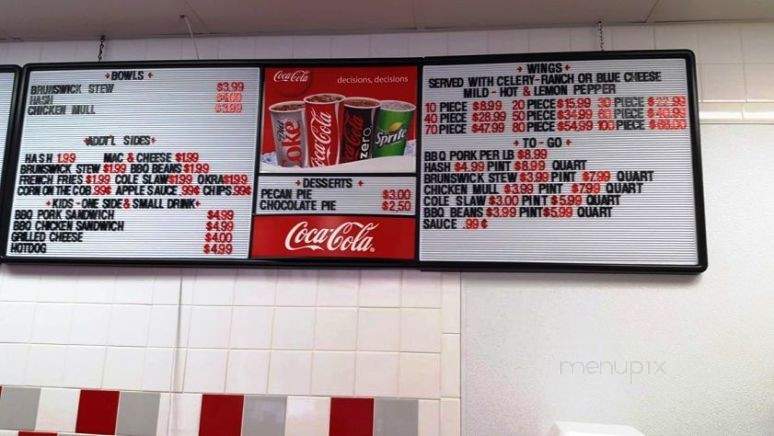 + BOWLS +
BRUNSWICK STEW $3.99
HASH
CHICKEN MULL $3.99
+ADDT'L SIDES+
HASH 1.99 MAC & CHEESE $1.99
BRUNSWICK STEW $1.99 BBQ BEANS $1.99
FRENCH FRIES $1.99 COLE SLAW $1.99 OKRA $1.99
CORN ON THE COB .99¢ APPLE SAUCE .99¢ CHIPS .99¢
+KIDS - ONE SIDE & SMALL DRINK+
BBQ PORK SANDWICH $4.99
BBQ CHICKEN SANDWICH $4.99
GRILLED CHEESE $4.00
HOTDOG $4.99
Coca-Cola
decisions, decisions
Diet Coke
Coca-Cola
Coca-Cola zero
Sprite
+ DESSERTS +
PECAN PIE $3.00
CHOCOLATE PIE $2.50
Coca-Cola
+ WINGS +
SERVED WITH CELERY-RANCH OR BLUE CHEESE
MILD - HOT & LEMON PEPPER
10 PIECE $8.99 20 PIECE $15.99 30 PIECE
40 PIECE $28.99 50 PIECE $34.99 PIECE
70 PIECE $47.99 80 PIECE $54.99 100 PIECE
+ TO - GO +
BBQ PORK PER LB $8.99
HASH $4.99 PINT $8.99 QUART
BRUNSWICK STEW $3.99 PINT $7.99 QUART
CHICKEN MULL $3.99 PINT $7.99 QUART
COLE SLAW $3.00 PINT $5.99 QUART
BBQ BEANS $3.99 PINT $5.99 QUART
SAUCE .99 ¢
menupix